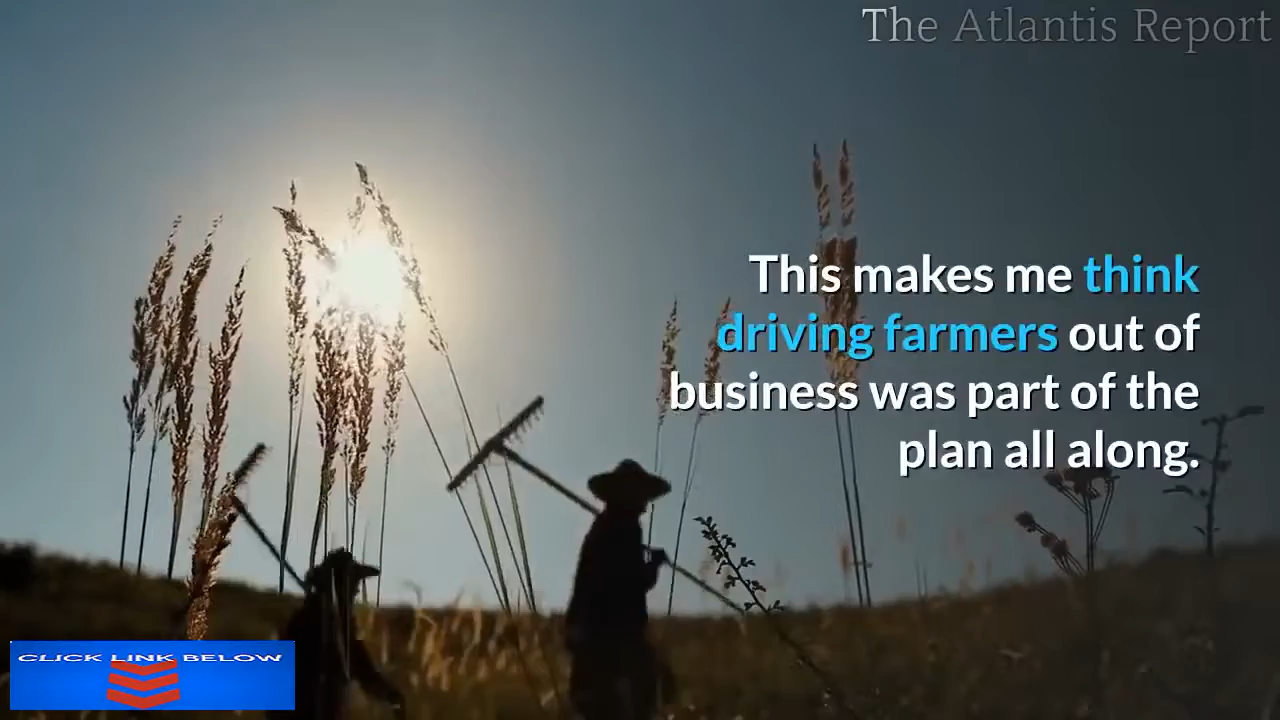 The Atlantis Report
This makes me think
driving farmers out of
business was part of the
plan all along.
CLICK LINK BELOW